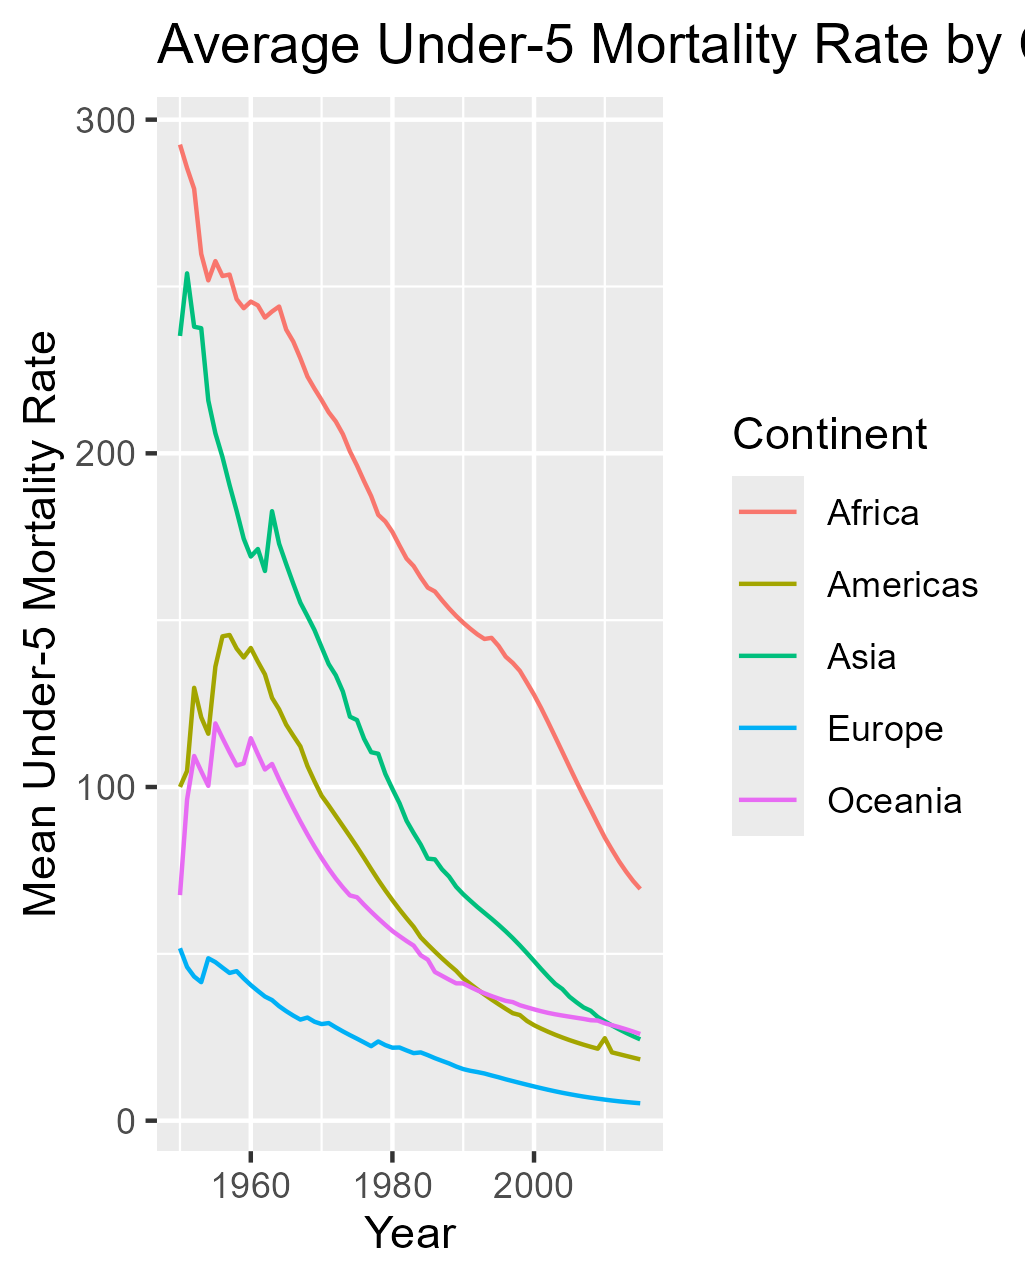 Average Under-5 Mortality Rate by
Mean Under-5 Mortality Rate
300
200
100
0
1960 1980 2000
Year
Continent
Africa
Americas
Asia
Europe
Oceania